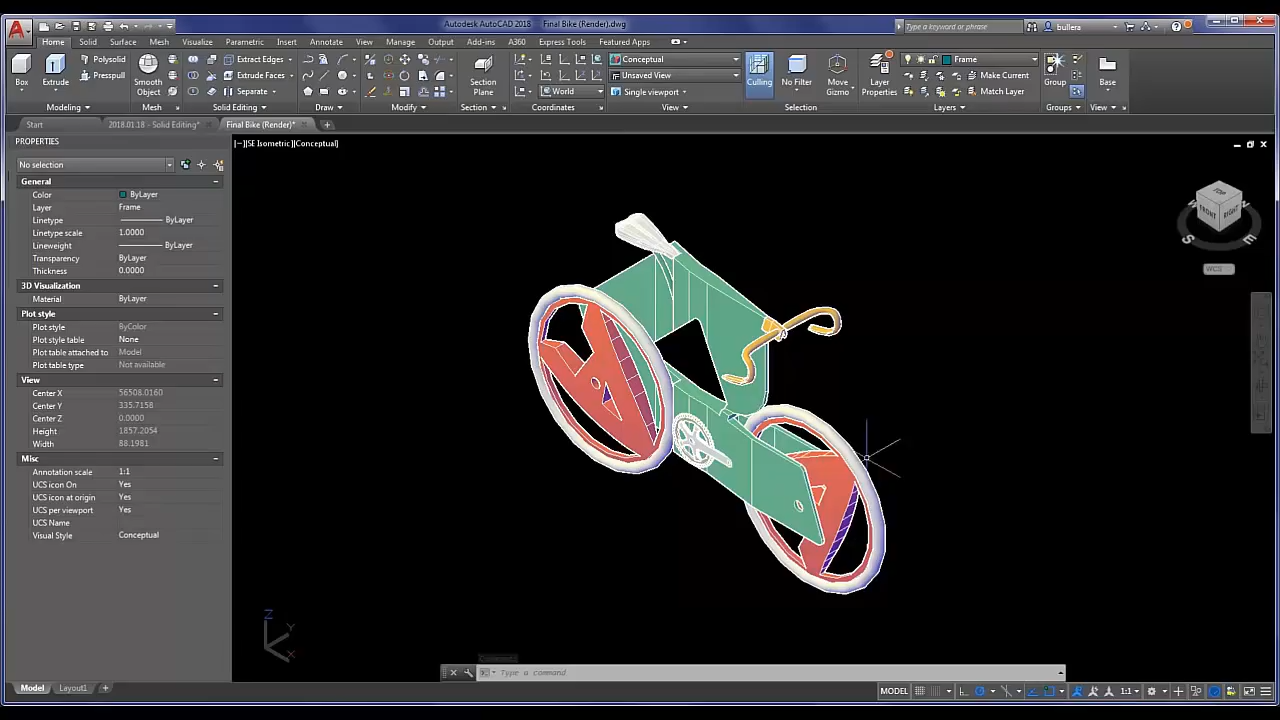 Autodesk AutoCAD 2018 Final Bike (Render).dwg
Type a keyword or phrase
bullera
Home Solid Surface Mesh Visualize Parametric Insert Annotate View Manage Output Add-ins A360 Express Tools Featured Apps
Box
Extrude
Polysolid
Presspull
Smooth
Object
Extract Edges
Extrude Faces
Separate
Section
Plane
World
Conceptual
Unsaved View
Single viewport
Culling
No Filter
Move
Gizmo
Layer
Properties
Frame
Make Current
Match Layer
Group
Base
Modeling Mesh Solid Editing Draw Modify Section Coordinates View Selection Layers Groups View
Start 2018.01.18 - Solid Editing* Final Bike (Render)*
PROPERTIES
No selection
General
Color ByLayer
Layer Frame
Linetype ByLayer
Linetype scale 1.0000
Lineweight ByLayer
Transparency ByLayer
Thickness 0.0000
3D Visualization
Material ByLayer
Plot style
Plot style ByColor
Plot style table None
Plot table attached to Model
Plot table type Not available
View
Center X 56508.0160
Center Y 335.7158
Center Z 0.0000
Height 1857.2054
Width 88.1981
Misc
Annotation scale 1:1
UCS icon On Yes
UCS icon at origin Yes
UCS per viewport Yes
UCS Name
Visual Style Conceptual
[−][SE Isometric][Conceptual]
TOP
FRONT
RIGHT
S
E
WCS
Z
Y
X
Type a command
Model Layout1
MODEL 1:1